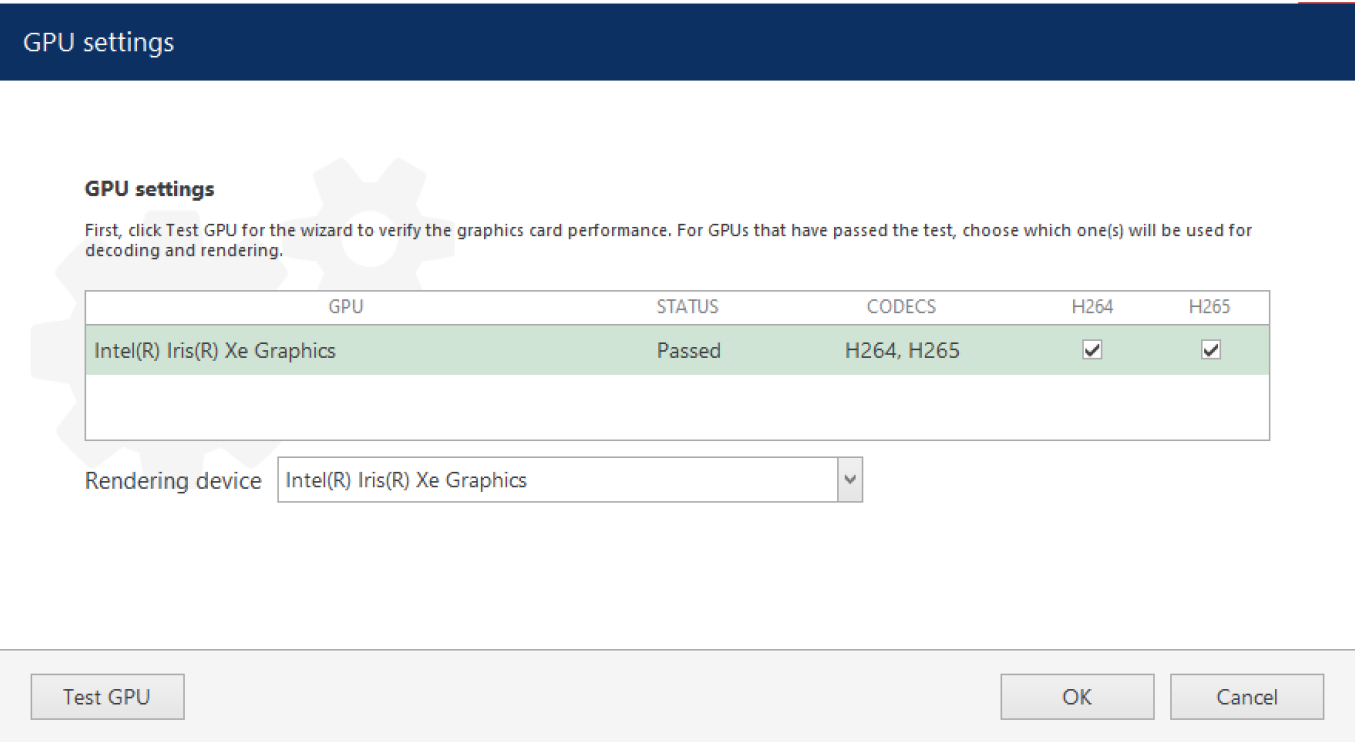 GPU settings
GPU settings
First, click Test GPU for the wizard to verify the graphics card performance. For GPUs that have passed the test, choose which one(s) will be used for
decoding and rendering.
GPU STATUS CODECS H264 H265
Intel(R) Iris(R) Xe Graphics Passed H264, H265
Rendering device Intel(R) Iris(R) Xe Graphics
Test GPU OK Cancel